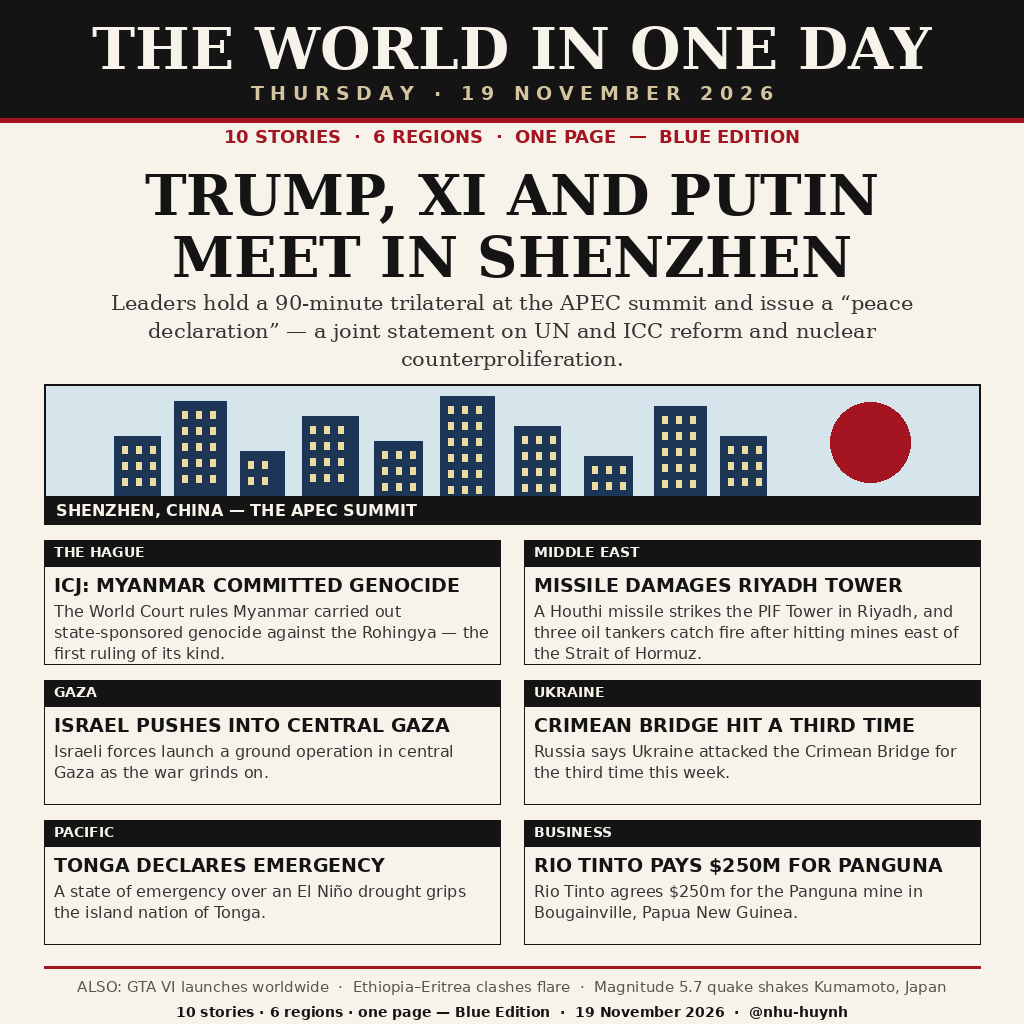 THE WORLD IN ONE DAY
THURSDAY · 19 NOVEMBER 2026
10 STORIES · 6 REGIONS · ONE PAGE — BLUE EDITION
TRUMP, XI AND PUTIN
MEET IN SHENZHEN
Leaders hold a 90-minute trilateral at the APEC summit and issue a “peace
declaration” — a joint statement on UN and ICC reform and nuclear
counterproliferation.
SHENZHEN, CHINA — THE APEC SUMMIT
THE HAGUE
ICJ: MYANMAR COMMITTED GENOCIDE
The World Court rules Myanmar carried out
state-sponsored genocide against the Rohingya — the
first ruling of its kind.
MIDDLE EAST
MISSILE DAMAGES RIYADH TOWER
A Houthi missile strikes the PIF Tower in Riyadh, and
three oil tankers catch fire after hitting mines east of
the Strait of Hormuz.
GAZA
ISRAEL PUSHES INTO CENTRAL GAZA
Israeli forces launch a ground operation in central
Gaza as the war grinds on.
UKRAINE
CRIMEAN BRIDGE HIT A THIRD TIME
Russia says Ukraine attacked the Crimean Bridge for
the third time this week.
PACIFIC
TONGA DECLARES EMERGENCY
A state of emergency over an El Niño drought grips
the island nation of Tonga.
BUSINESS
RIO TINTO PAYS $250M FOR PANGUNA
Rio Tinto agrees $250m for the Panguna mine in
Bougainville, Papua New Guinea.
ALSO: GTA VI launches worldwide · Ethiopia–Eritrea clashes flare · Magnitude 5.7 quake shakes Kumamoto, Japan
10 stories · 6 regions · one page — Blue Edition · 19 November 2026 · @nhu-huynh